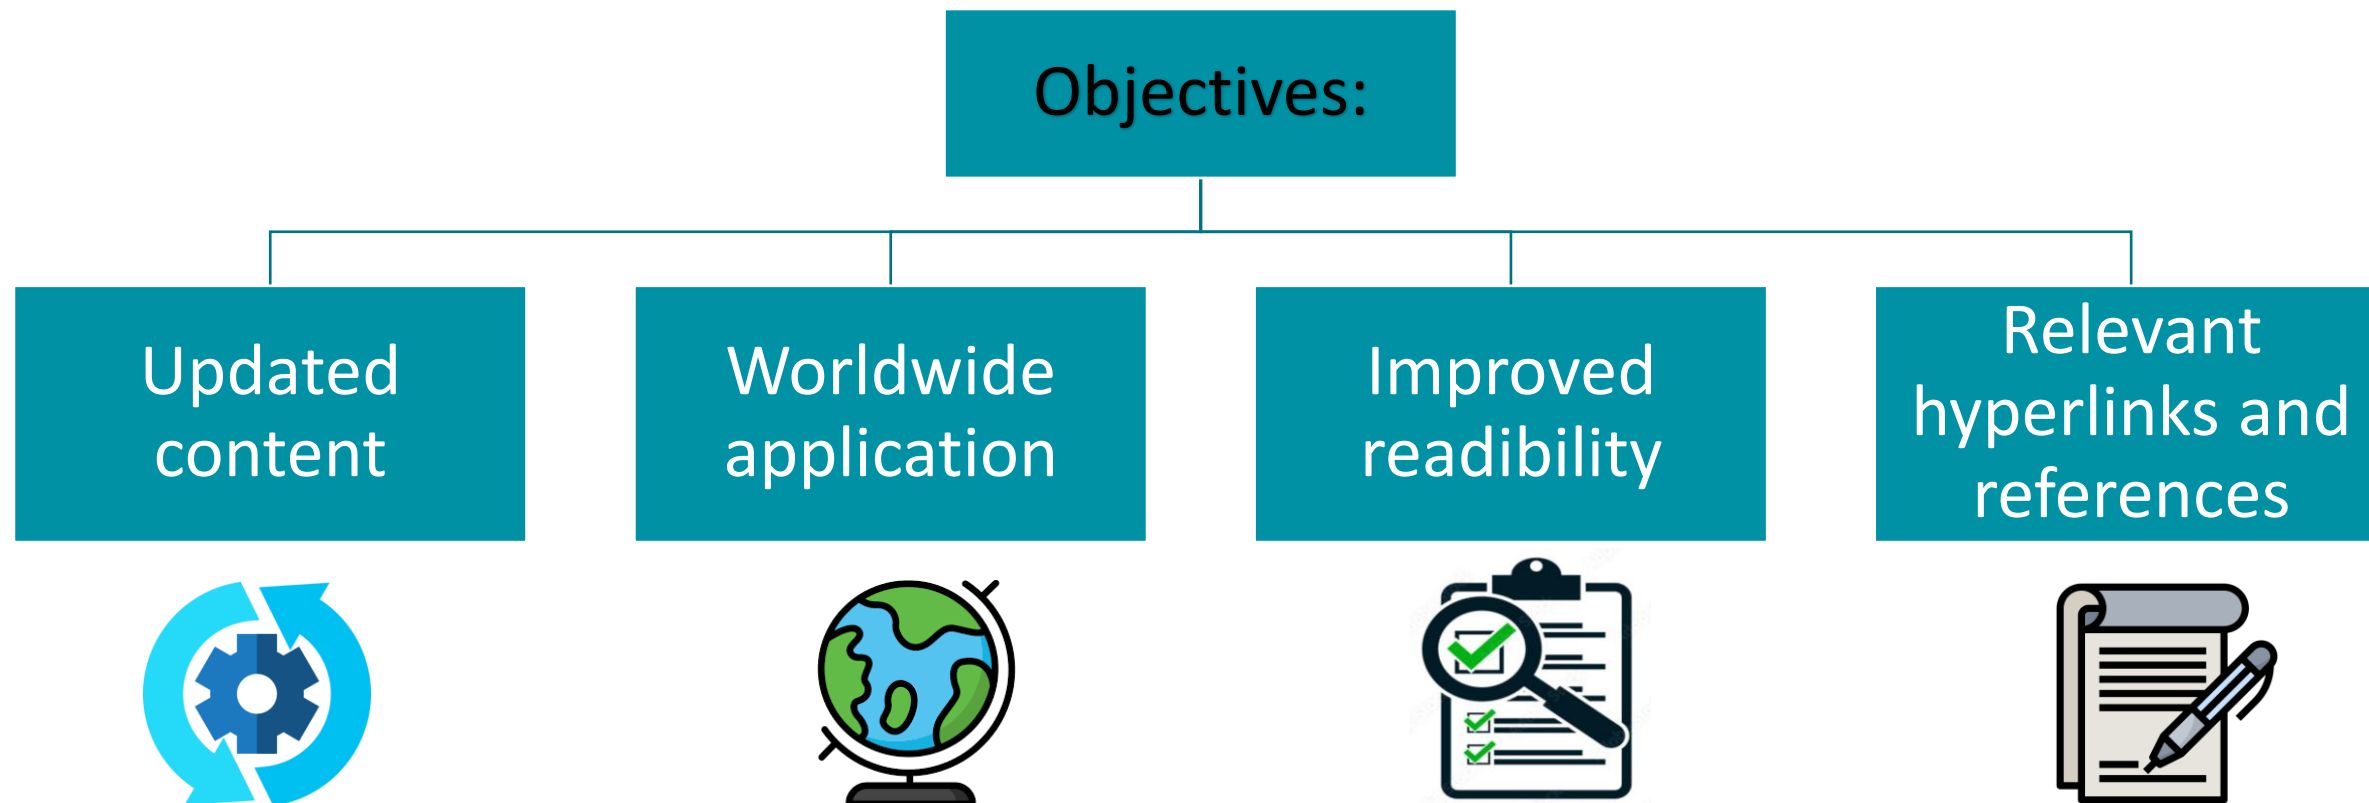 Objectives:
Updated
content
Worldwide
application
Improved
readibility
Relevant
hyperlinks and
references